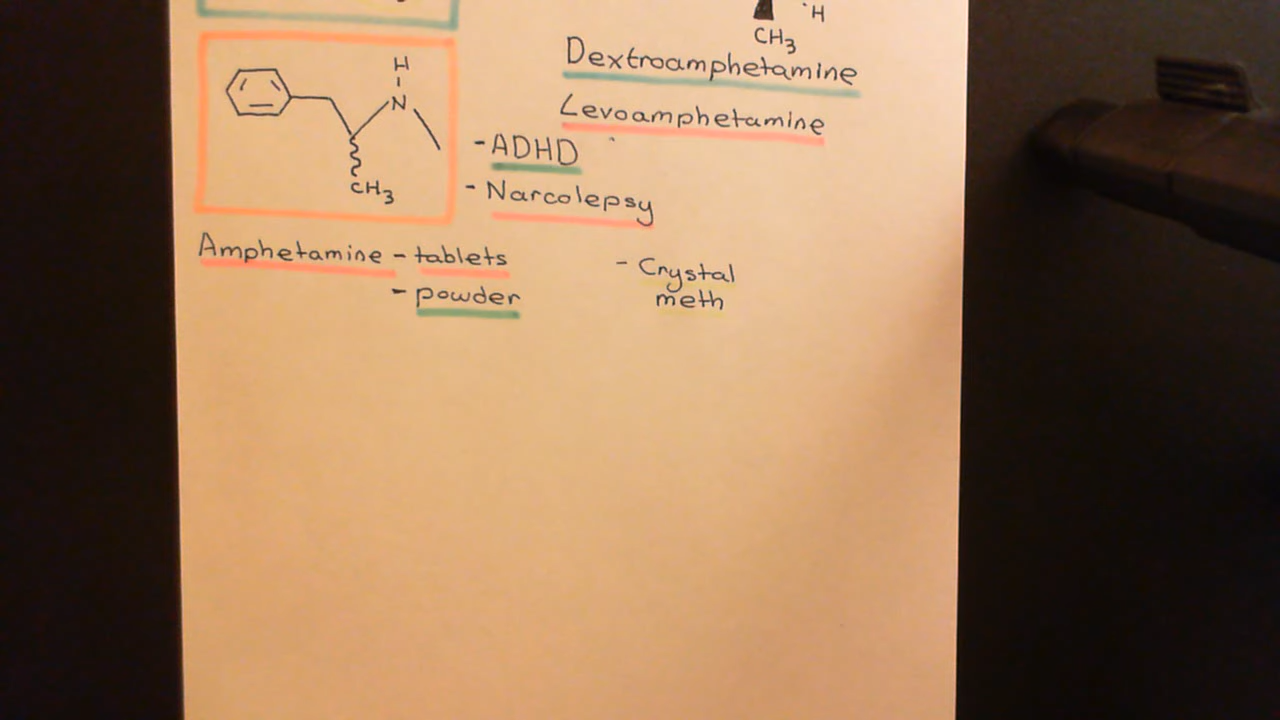 H
CH3
Dextroamphetamine
Levoamphetamine
H
N
CH3
- ADHD
- Narcolepsy
Amphetamine - tablets
- powder
- Crystal
meth